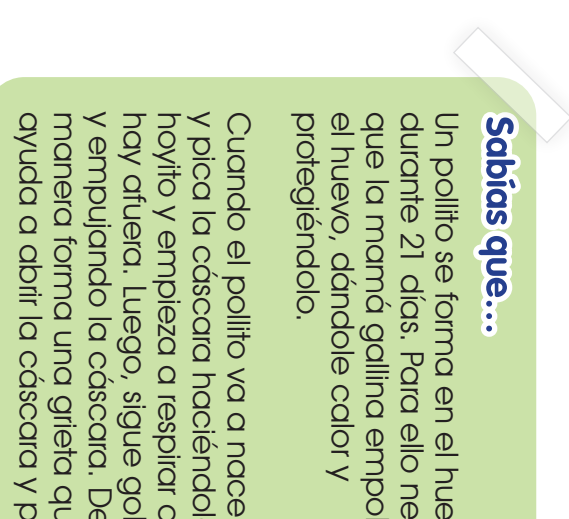 Sabías que...
Un pollito se forma en el hue
durante 21 días. Para ello ne
que la mamá gallina empol
el huevo, dándole calor y
protegiéndolo.
Cuando el pollito va a nace
y pica la cáscara haciéndol
hoyito y empieza a respirar
hay afuera. Luego, sigue gol
y empujando la cáscara. De
manera forma una grieta qu
ayuda a abrir la cáscara y p